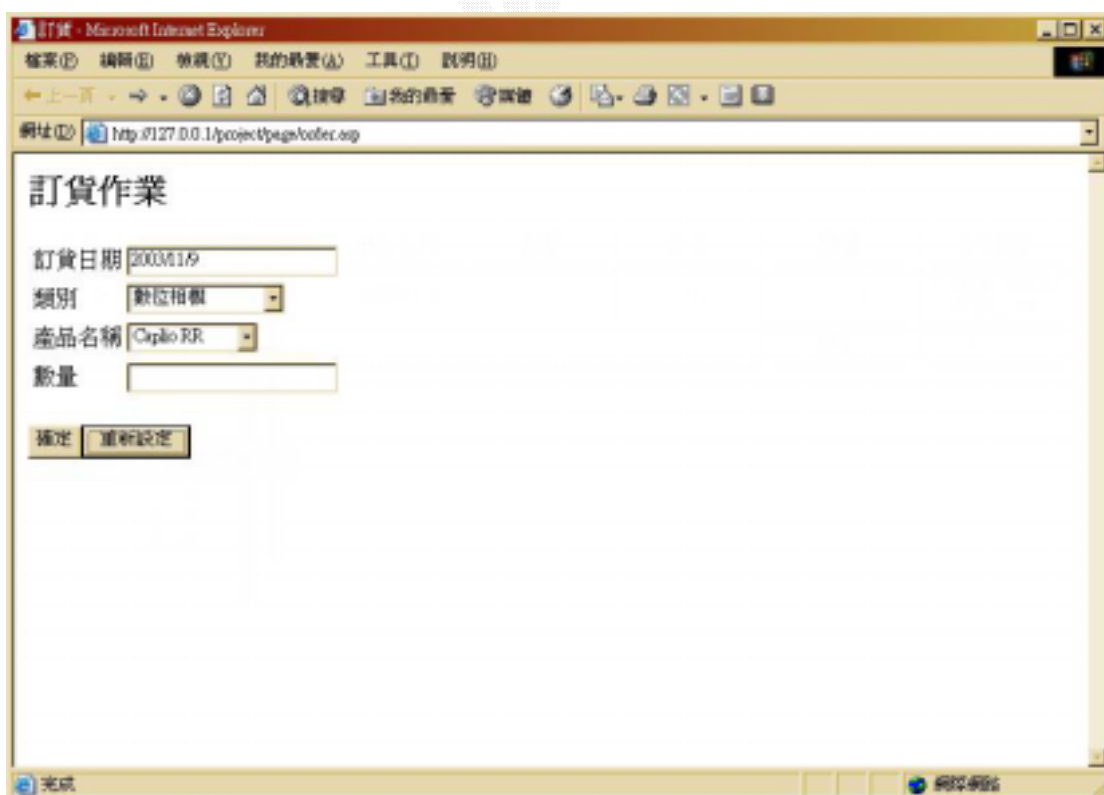 訂貨 - Microsoft Internet Explorer
檔案(F) 編輯(E) 檢視(V) 我的最愛(A) 工具(T) 說明(H)
上一頁 搜尋 我的最愛 媒體
網址(D) http://127.0.0.1/project/page/order.asp
訂貨作業
訂貨日期 2003/11/9
類別 數位相機
產品名稱 Caplio RR
數量
確定 重新設定
完成 網際網路